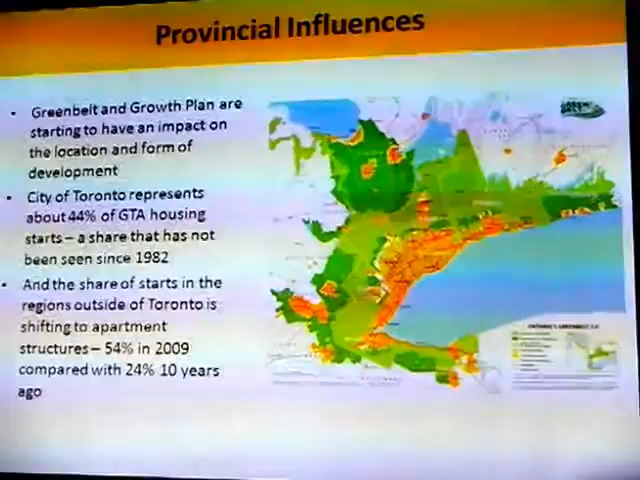 Provincial Influences
Greenbelt and Growth Plan are
starting to have an impact on
the location and form of
development
City of Toronto represents
about 44% of GTA housing
starts – a share that has not
been seen since 1982
And the share of starts in the
regions outside of Toronto is
shifting to apartment
structures – 54% in 2009
compared with 24% 10 years
ago